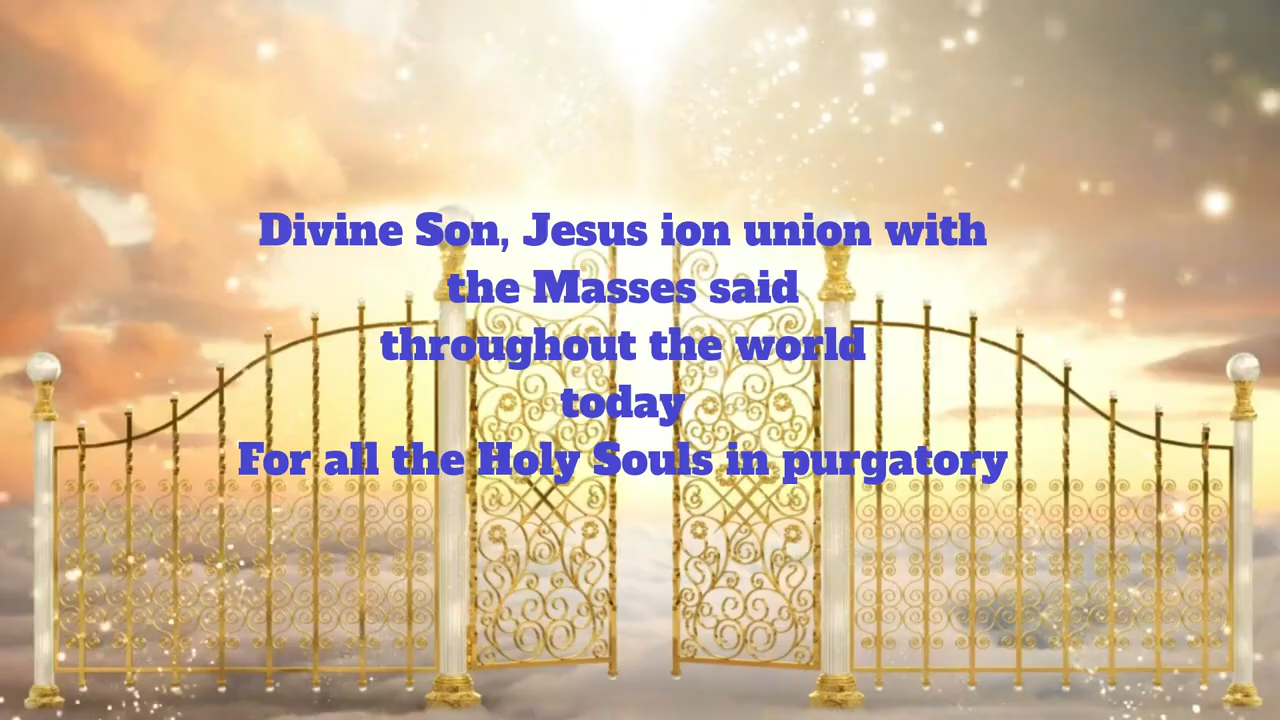 Divine Son, Jesus ion union with
the Masses said
throughout the world
today
For all the Holy Souls in purgatory